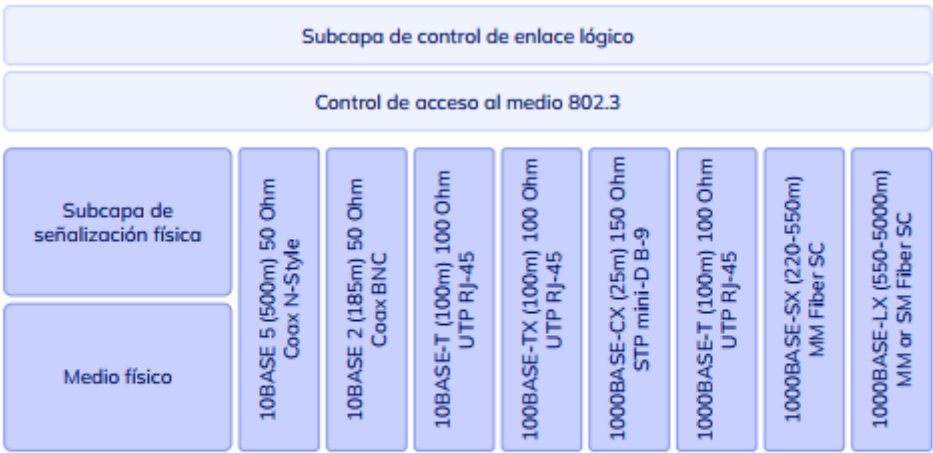 Subcapa de control de enlace lógico
Control de acceso al medio 802.3
Subcapa de
señalización física
Medio físico
10BASE 5 (500m) 50 Ohm
Coax N-Style
10BASE 2 (185m) 50 Ohm
Coax BNC
10BASE-T (100m) 100 Ohm
UTP RJ-45
100BASE-TX (100m) 100 Ohm
UTP RJ-45
1000BASE-CX (25m) 150 Ohm
STP mini-D B-9
1000BASE-T (100m) 100 Ohm
UTP RJ-45
1000BASE-SX (220-550m)
MM Fiber SC
1000BASE-LX (550-5000m)
MM or SM Fiber SC